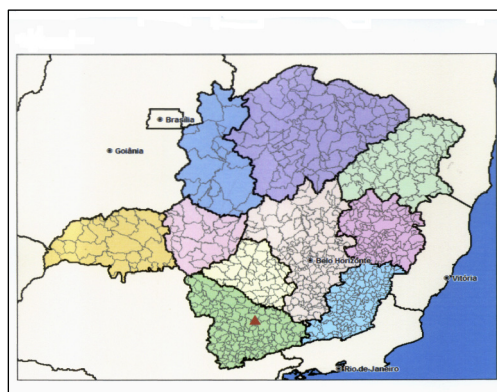 Brasília
Goiânia
Belo Horizonte
Vitória
Rio de Janeiro